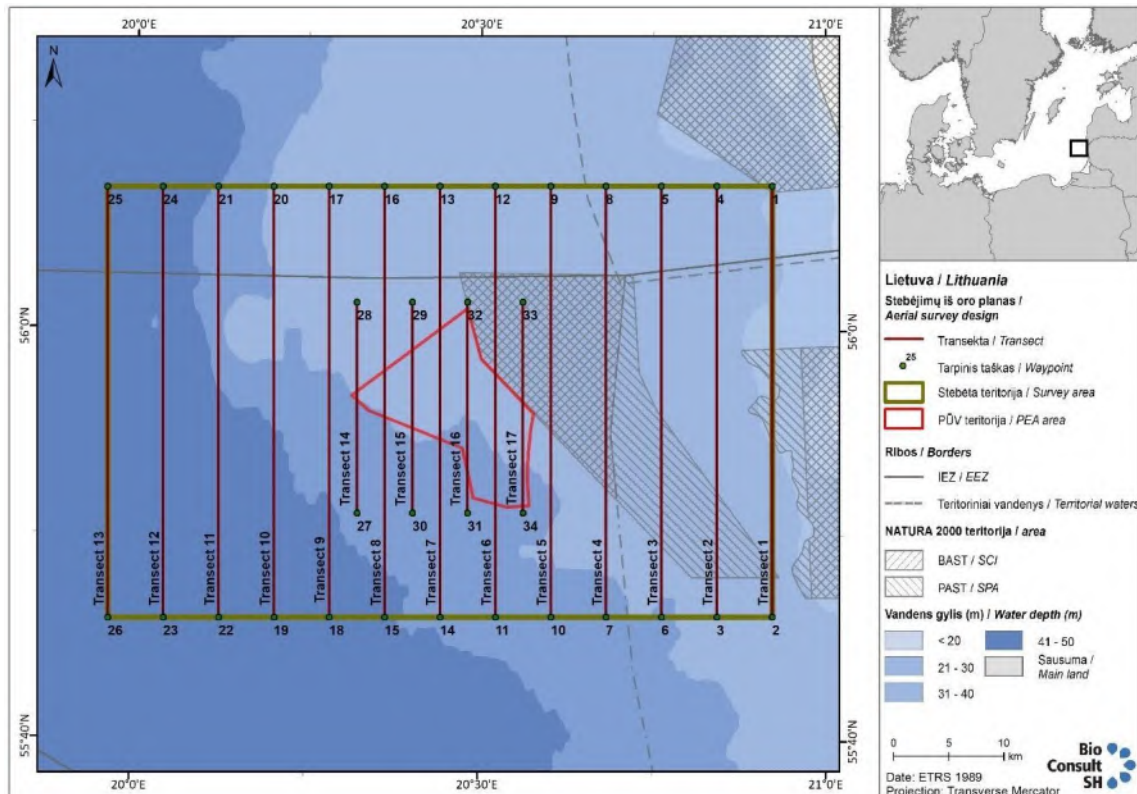 20°0'E 20°30'E 21°0'E
N
25 24 21 20 17 16 13 12 9 8 5 4 1
28 29 32 33
56°0'N 56°0'N
Transect 14 Transect 15 Transect 16 Transect 17
27 30 31 34
Transect 13 Transect 12 Transect 11 Transect 10 Transect 9 Transect 8 Transect 7 Transect 6 Transect 5 Transect 4 Transect 3 Transect 2 Transect 1
26 23 22 19 18 15 14 11 10 7 6 3 2
55°40'N 55°40'N
20°0'E 20°30'E 21°0'E
Lietuva / Lithuania
Stebėjimų iš oro planas /
Aerial survey design
Transekta / Transect
25
Tarpinis taškas / Waypoint
Stebėta teritorija / Survey area
PŪV teritorija / PEA area
Ribos / Borders
IEZ / EEZ
Teritoriniai vandenys / Territorial waters
NATURA 2000 teritorija / area
BAST / SCI
PAST / SPA
Vandens gylis (m) / Water depth (m)
< 20 41 - 50
21 - 30 Sausuma /
Main land
31 - 40
0 5 10
km
Date: ETRS 1989
Projection: Transverse Mercator
Bio
Consult
SH